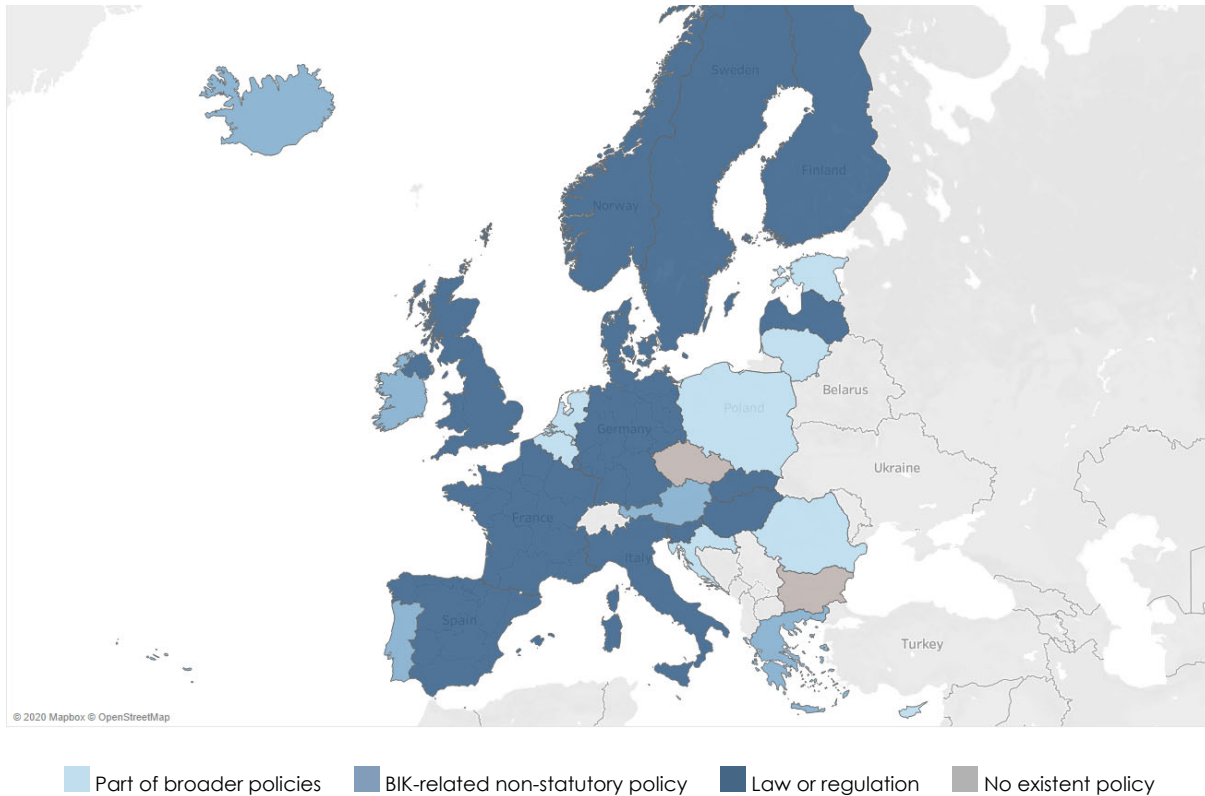 Sweden
Finland
Norway
Belarus
Poland
Germany
Ukraine
France
Italy
Spain
Turkey
© 2020 Mapbox © OpenStreetMap
Part of broader policies BIK-related non-statutory policy Law or regulation No existent policy